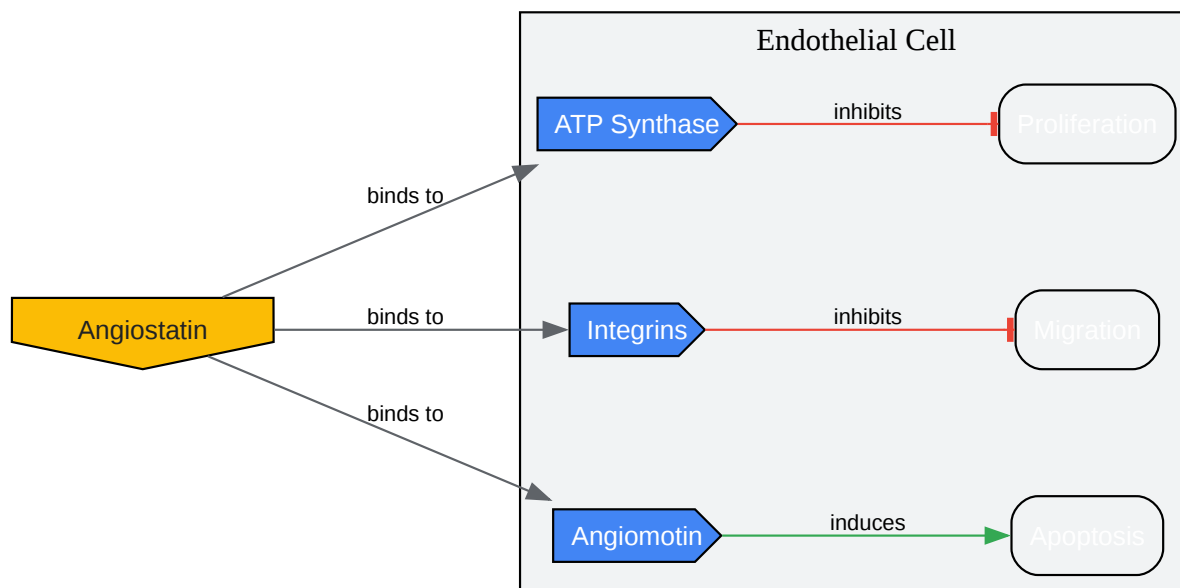 Endothelial Cell
ATP Synthase
inhibits
Proliferation
binds to
Angiostatin
binds to
Integrins
inhibits
Migration
binds to
Angiomotin
induces
Apoptosis